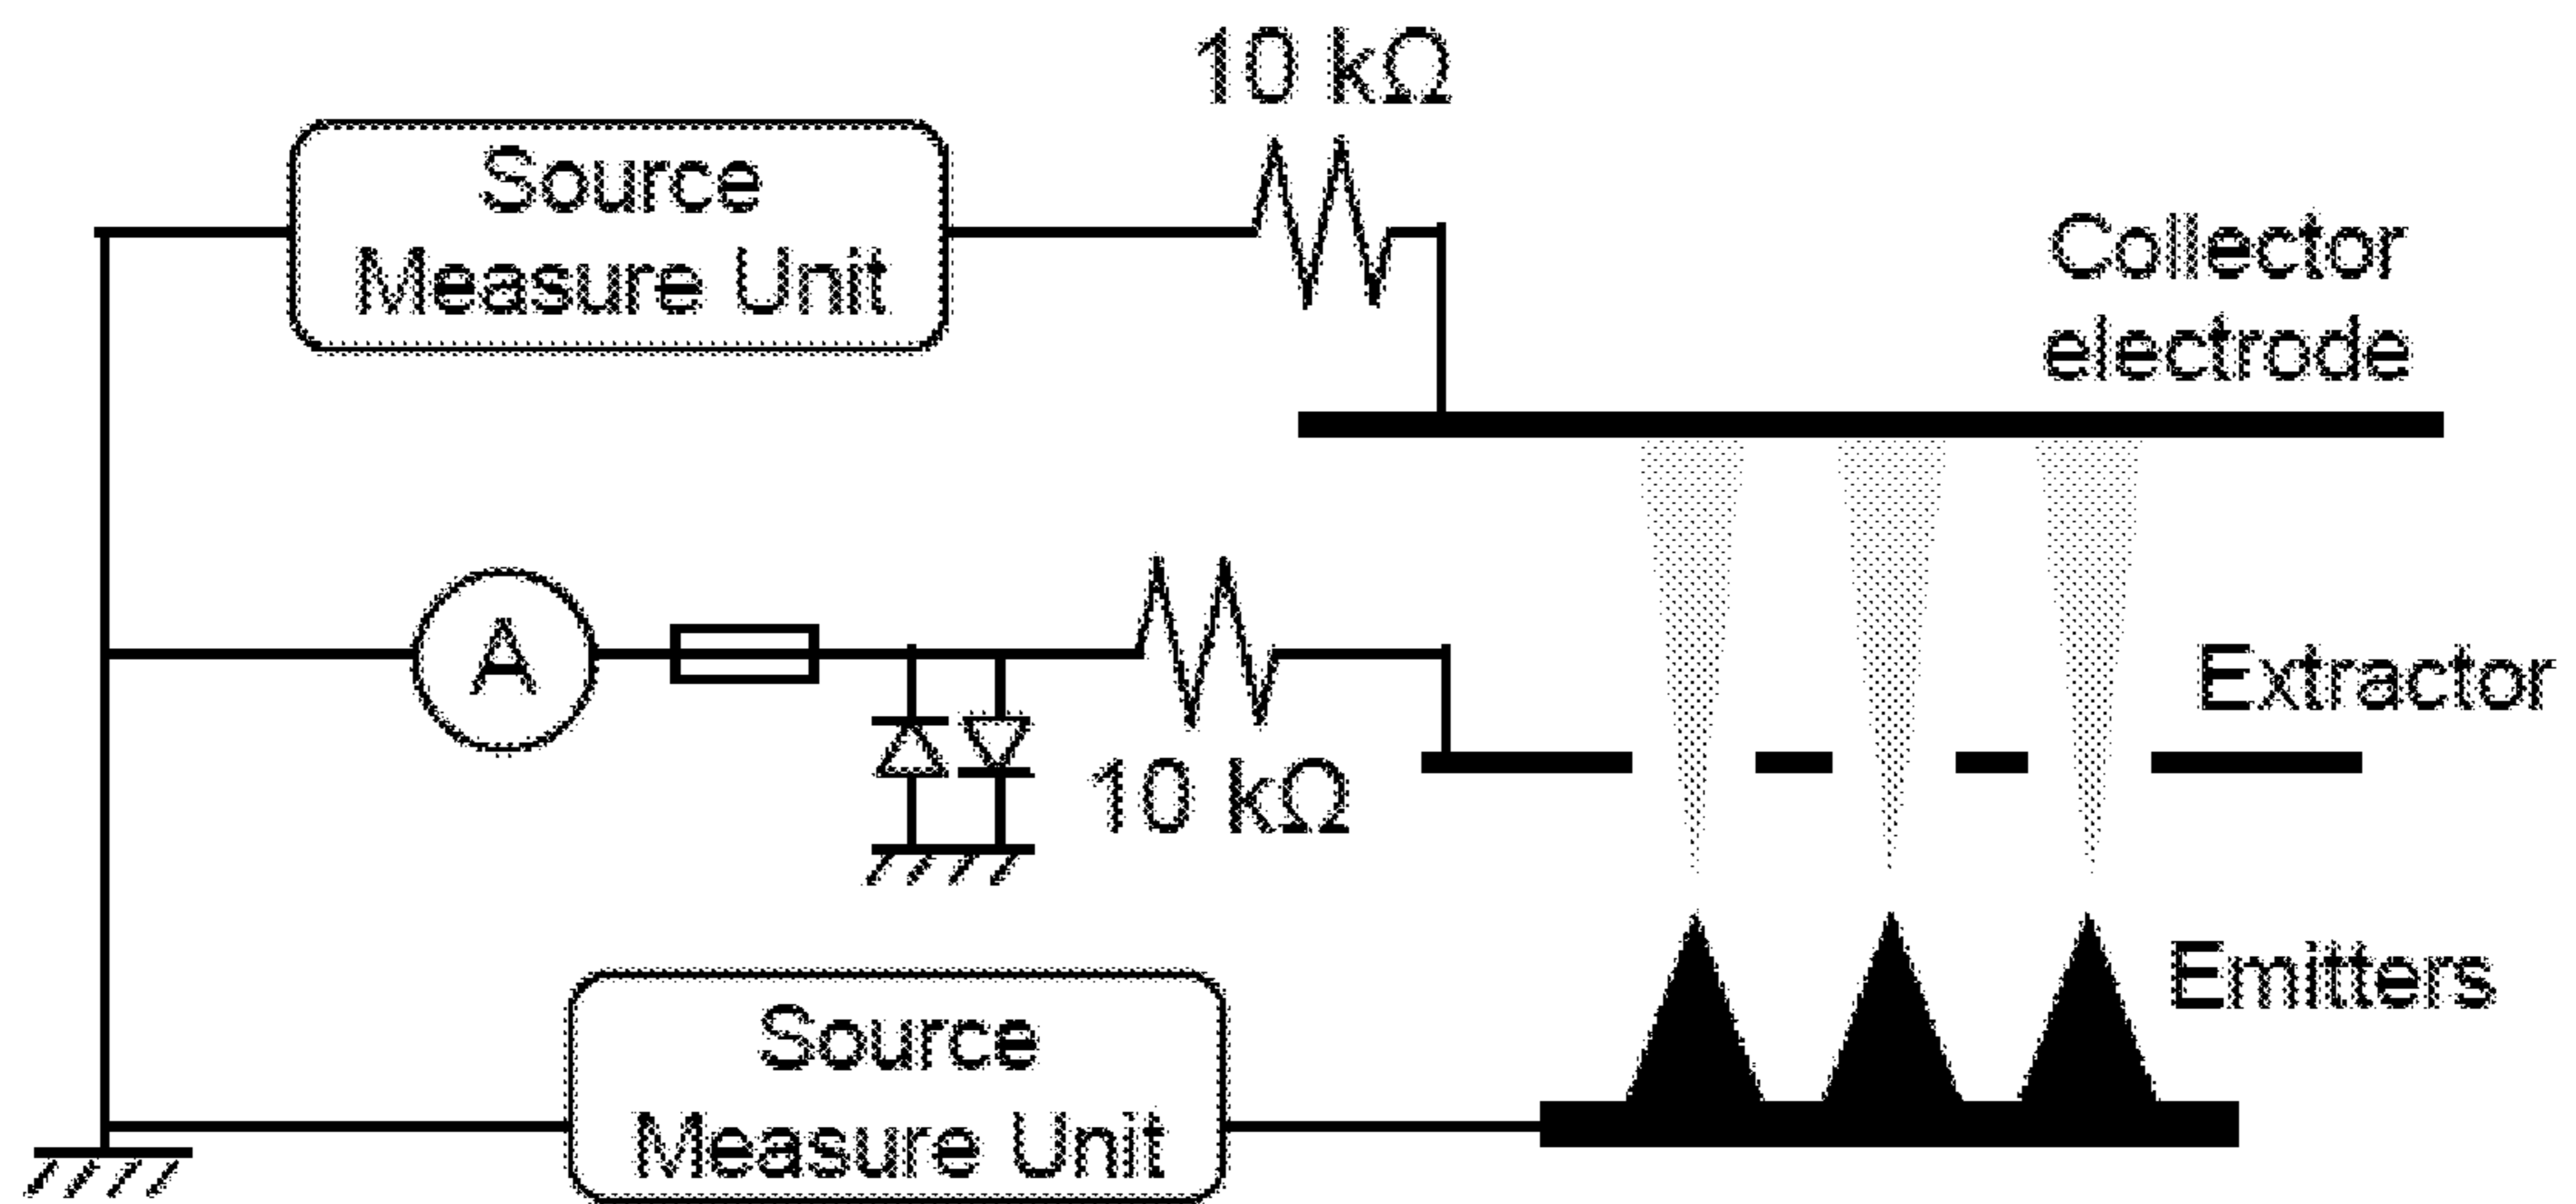 10 kΩ
Source
Measure Unit
Collector
electrode
A
Extractor
10 kΩ
Emitters
Source
Measure Unit